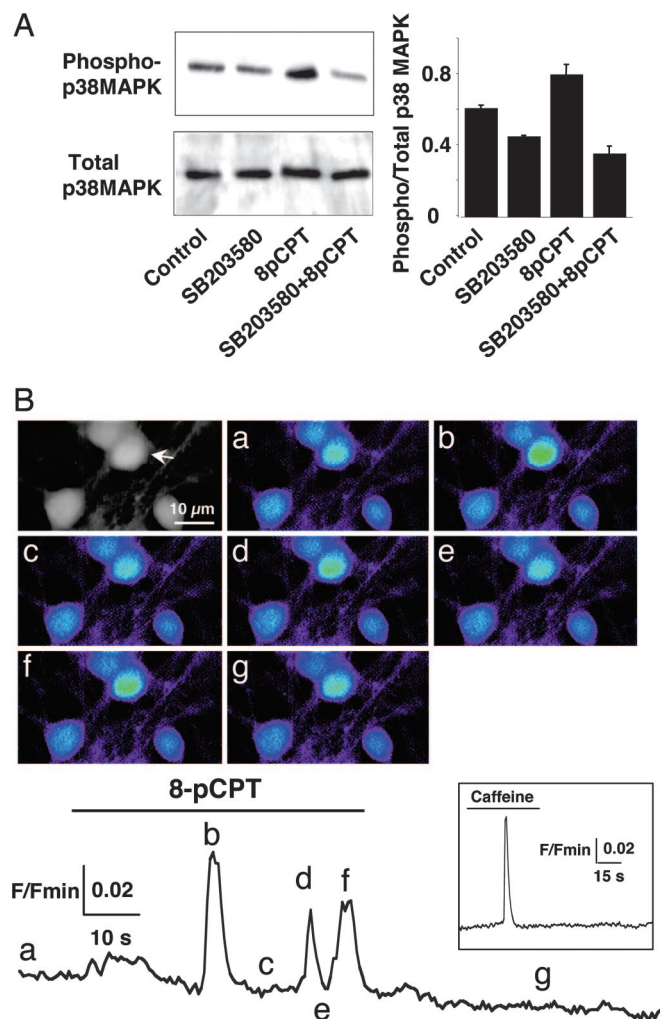 A
Phospho-
p38MAPK
Total
p38MAPK
Control
SB203580
8pCPT
SB203580+8pCPT
Phospho/Total p38 MAPK
0.8
0.4
0
Control
SB203580
8pCPT
SB203580+8pCPT
B
10 µm
a
b
c
d
e
f
g
8-pCPT
F/Fmin
0.02
10 s
a
b
c
d
e
f
g
Caffeine
F/Fmin
0.02
15 s